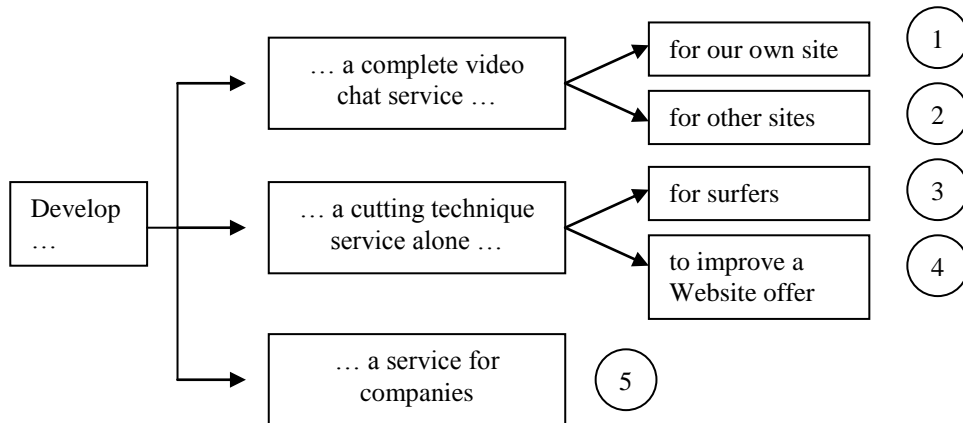 Develop
…
… a complete video
chat service …
for our own site
1
for other sites
2
… a cutting technique
service alone …
for surfers
3
to improve a
Website offer
4
… a service for
companies
5